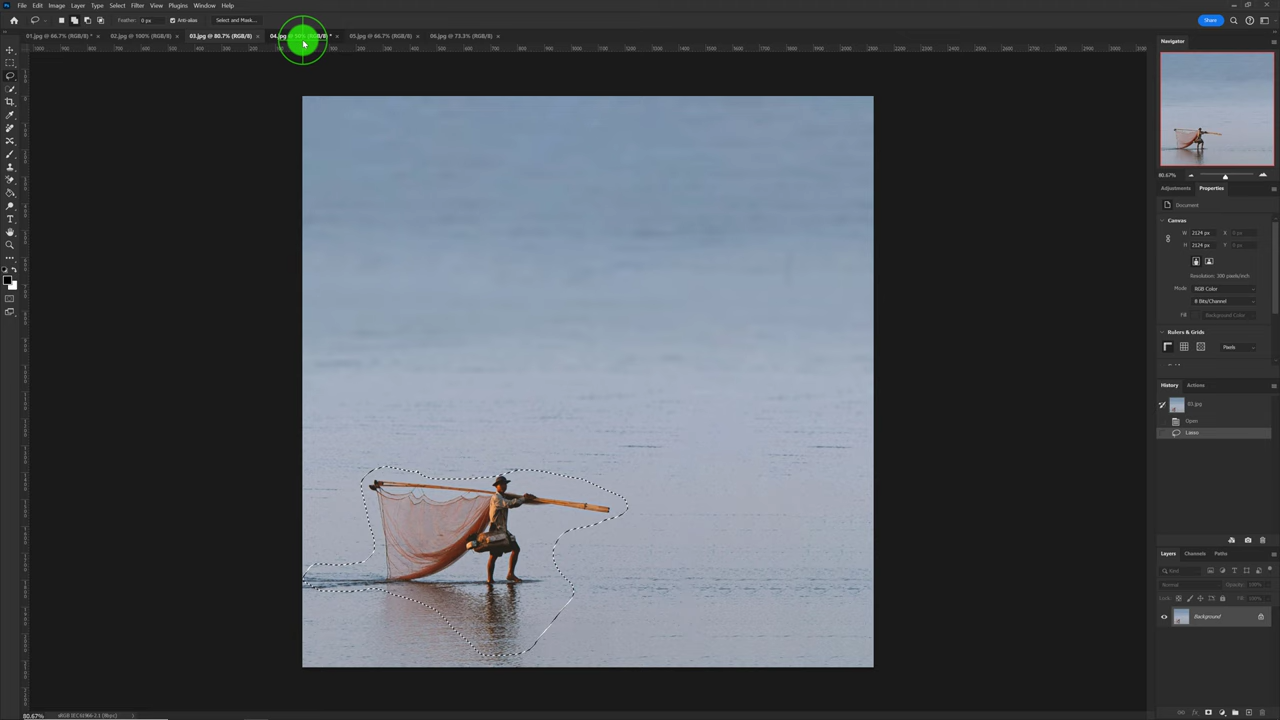 File Edit Image Layer Type Select Filter View Plugins Window Help
Feather: 0 px Anti-alias Select and Mask... Share
01.jpg @ 66.7% (RGB/8) * × 02.jpg @ 100% (RGB/8) × 03.jpg @ 80.7% (RGB/8) × 04.jpg @ 50% (RGB/8) * × 05.jpg @ 66.7% (RGB/8) × 06.jpg @ 73.3% (RGB/8) ×
Navigator
80.67%
Adjustments Properties
Document
Canvas
W 2124 px X 0 px
H 2124 px Y 0 px
Resolution: 300 pixels/inch
Mode RGB Color
8 Bits/Channel
Fill Background Color
Rulers & Grids
Pixels
History Actions
03.jpg
Open
Lasso
Layers Channels Paths
Kind
Normal Opacity: 100%
Lock: Fill: 100%
Background
80.67% sRGB IEC61966-2.1 (8bpc)